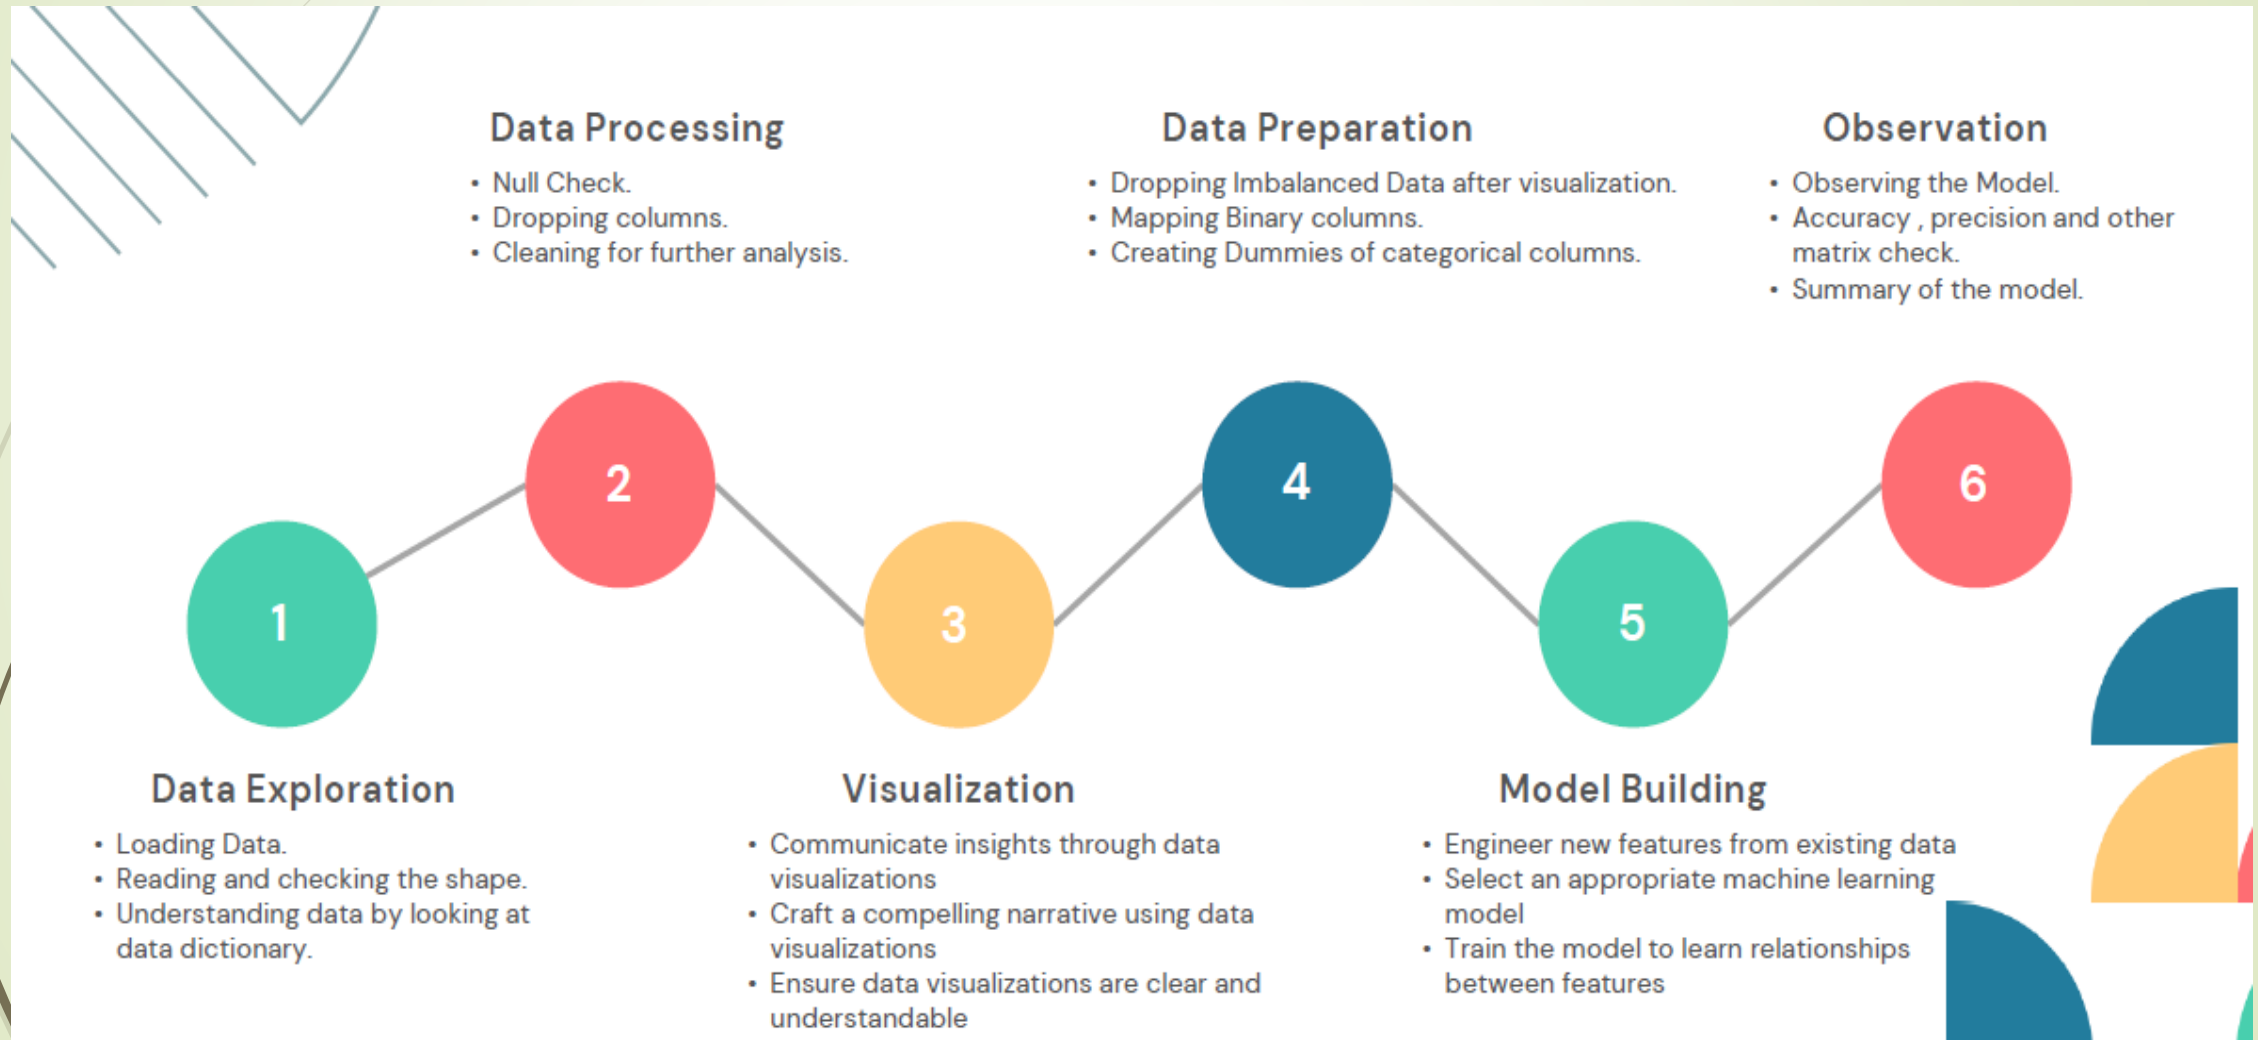 Data Processing
• Null Check.
• Dropping columns.
• Cleaning for further analysis.
Data Preparation
• Dropping Imbalanced Data after visualization.
• Mapping Binary columns.
• Creating Dummies of categorical columns.
Observation
• Observing the Model.
• Accuracy , precision and other
matrix check.
• Summary of the model.
1
2
3
4
5
6
Data Exploration
• Loading Data.
• Reading and checking the shape.
• Understanding data by looking at
data dictionary.
Visualization
• Communicate insights through data
visualizations
• Craft a compelling narrative using data
visualizations
• Ensure data visualizations are clear and
understandable
Model Building
• Engineer new features from existing data
• Select an appropriate machine learning
model
• Train the model to learn relationships
between features